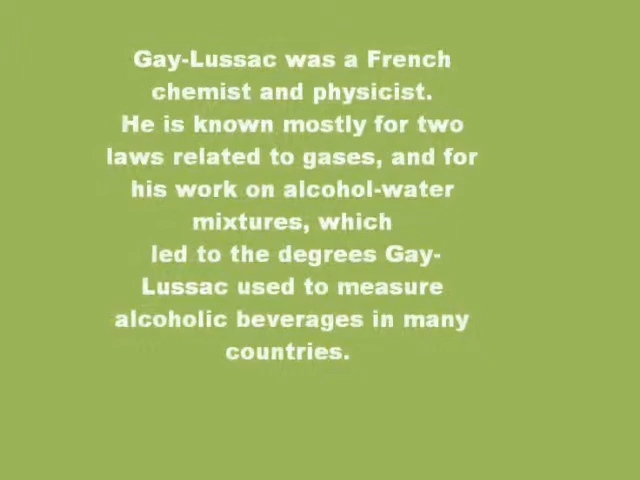 Gay-Lussac was a French
chemist and physicist.
He is known mostly for two
laws related to gases, and for
his work on alcohol-water
mixtures, which
led to the degrees Gay-
Lussac used to measure
alcoholic beverages in many
countries.